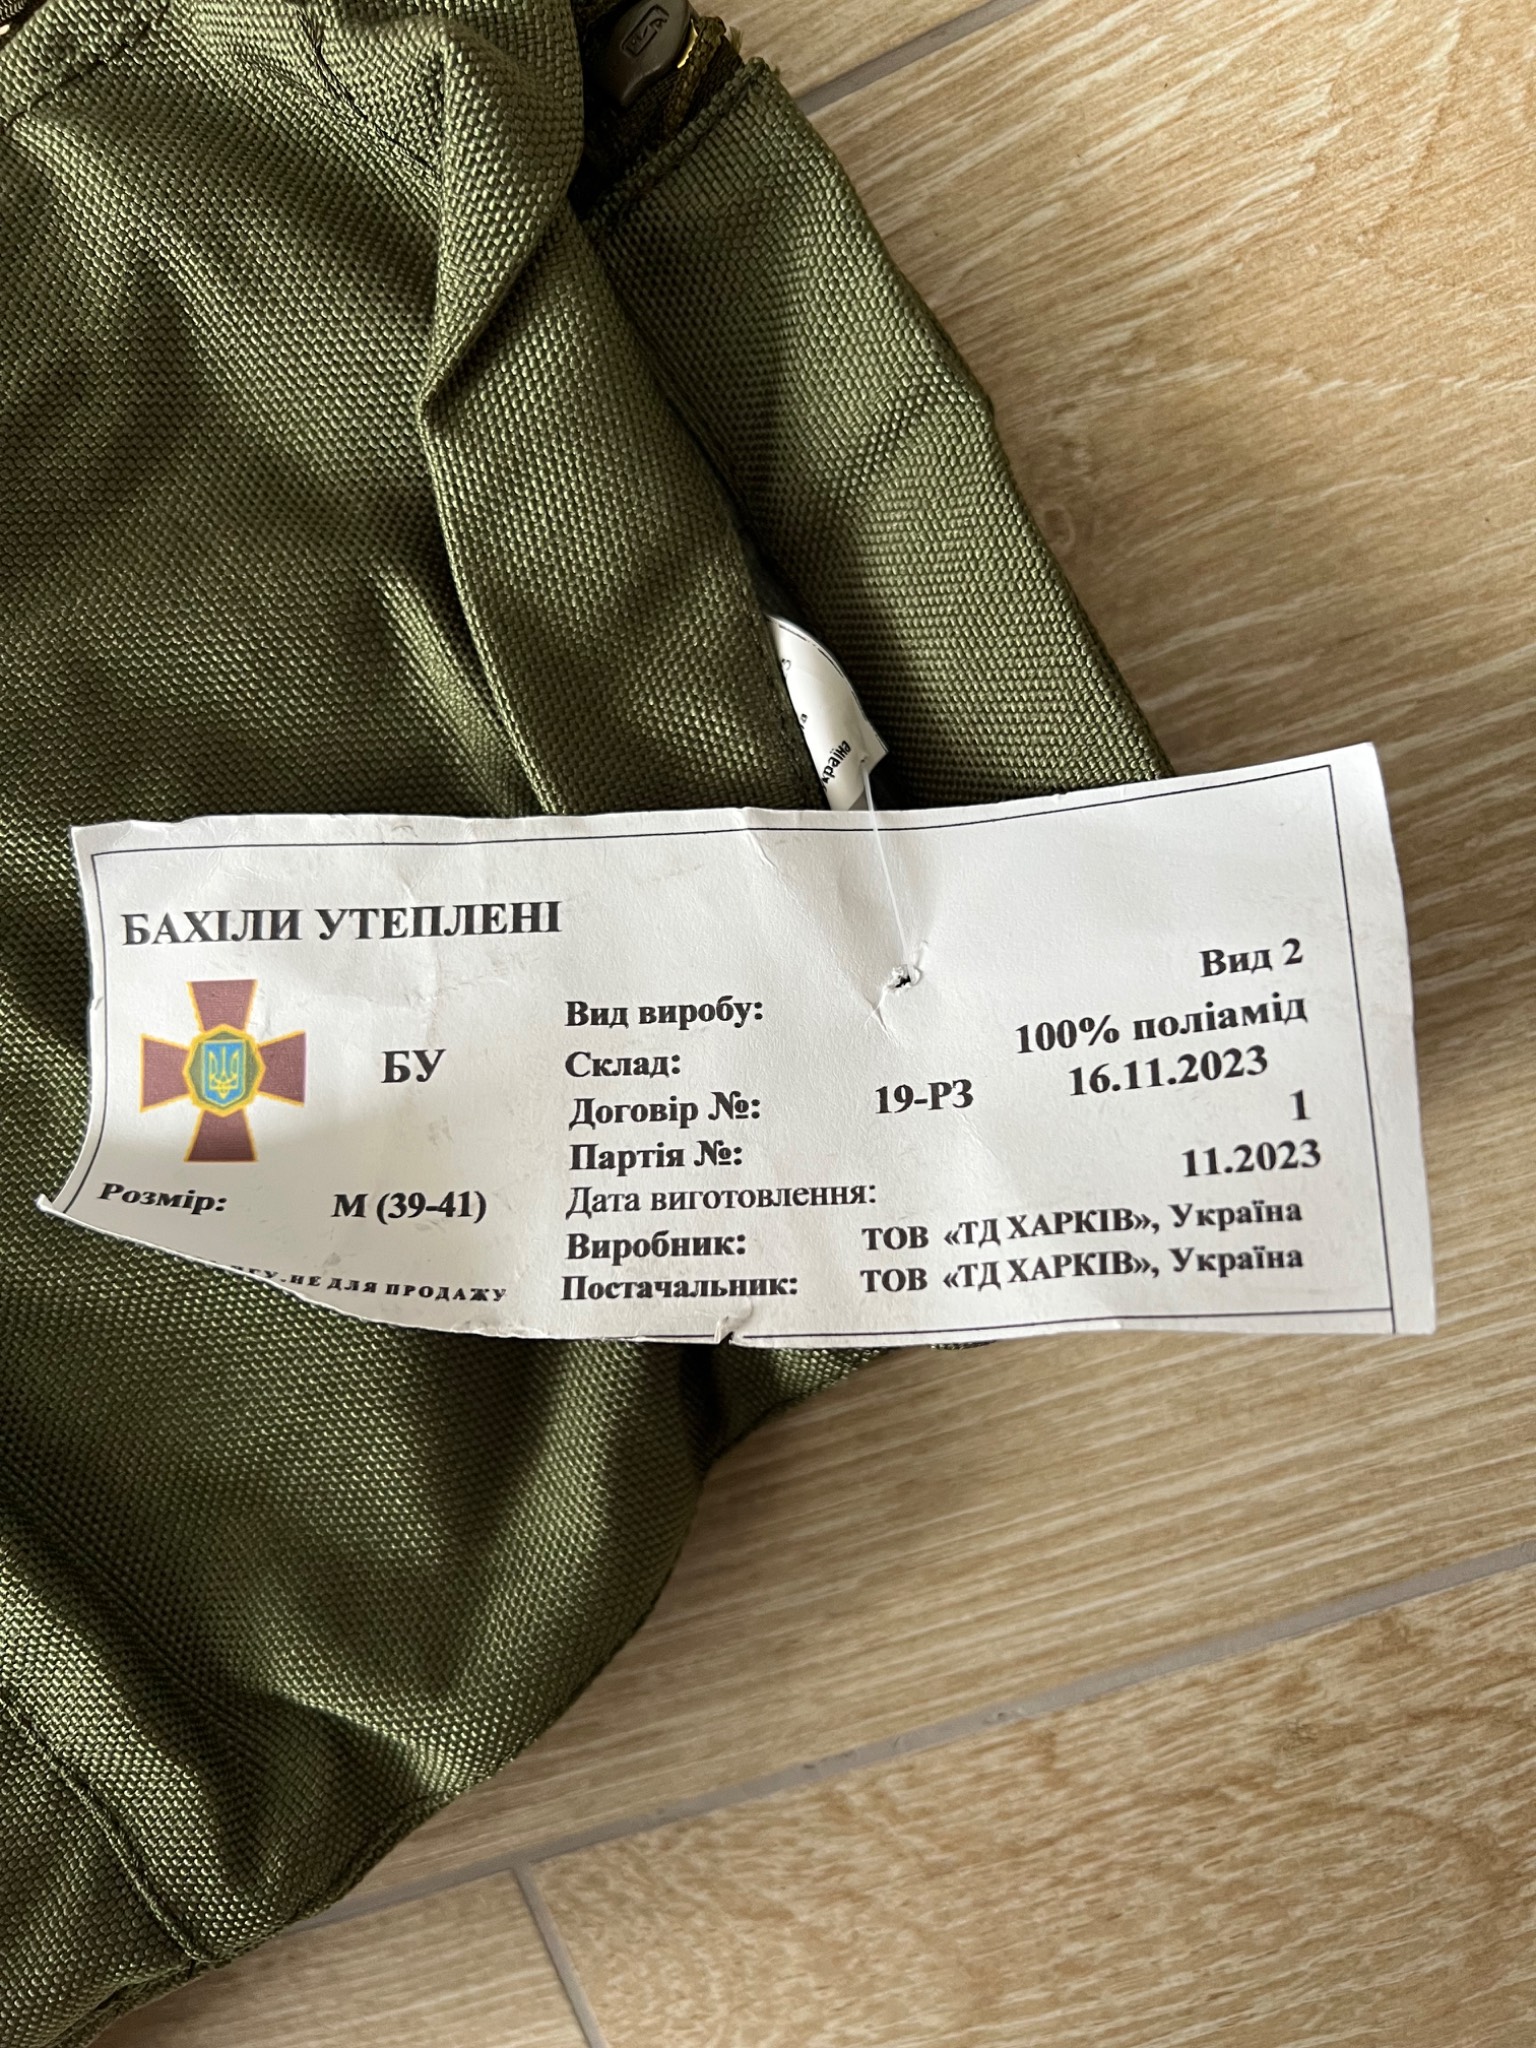 країна
БАХІЛИ УТЕПЛЕНІ
БУ
Розмір: М (39-41)
НЕ ДЛЯ ПРОДАЖУ
Вид виробу: Вид 2
Склад: 100% поліамід
Договір №: 19-РЗ 16.11.2023
Партія №: 1
Дата виготовлення: 11.2023
Виробник: ТОВ «ТД ХАРКІВ», Україна
Постачальник: ТОВ «ТД ХАРКІВ», Україна